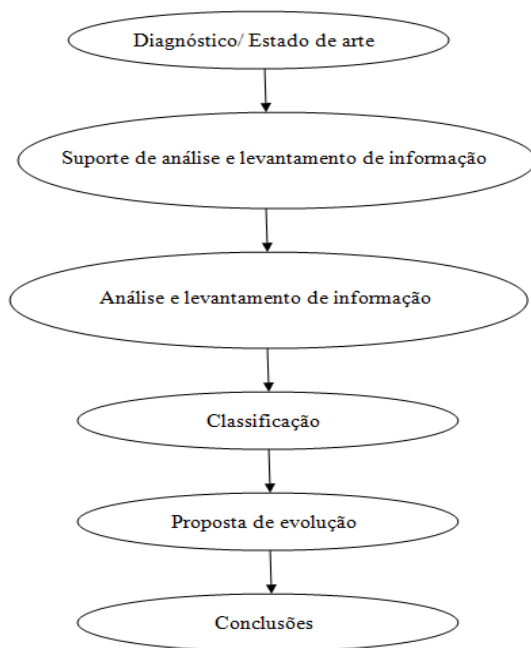 Diagnóstico/ Estado de arte
Suporte de análise e levantamento de informação
Análise e levantamento de informação
Classificação
Proposta de evolução
Conclusões